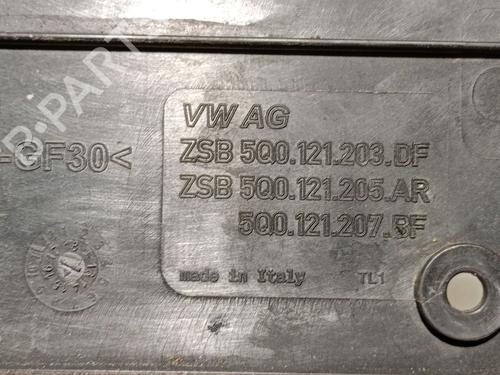 VW AG
-GF30<
ZSB 5Q0.121.203.DF
ZSB 5Q0.121.205.AR
5Q0.121.207.BF
made in Italy
TL1